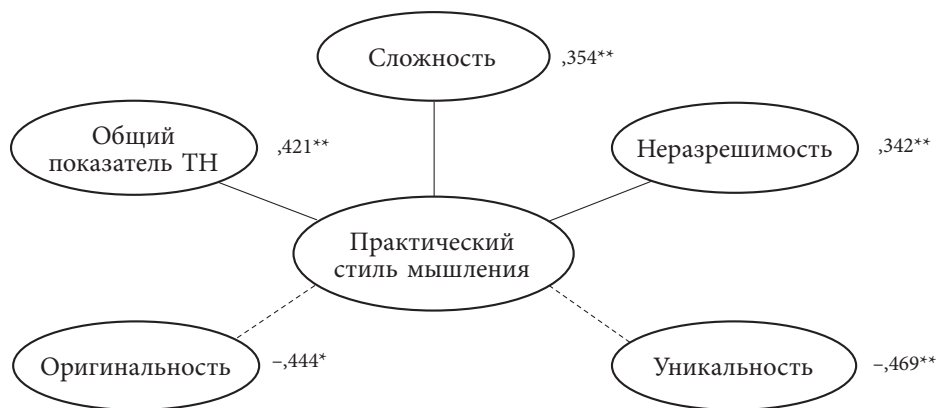 Сложность
,354**
Общий
показатель ТН
,421**
Неразрешимость
,342**
Практический
стиль мышления
Оригинальность
–,444*
Уникальность
–,469**